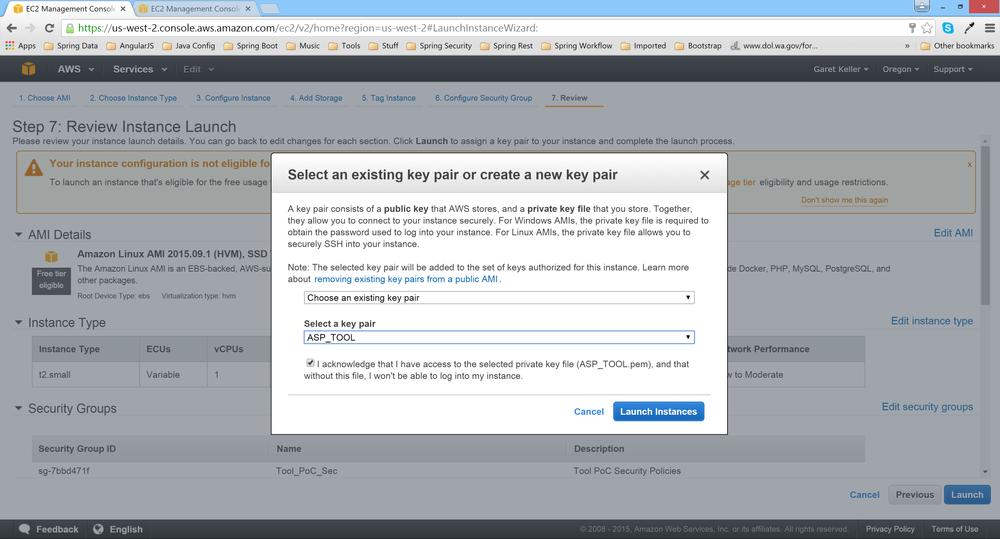 EC2 Management Console
EC2 Management Console
https://us-west-2.console.aws.amazon.com/ec2/v2/home?region=us-west-2#LaunchInstanceWizard:
Apps Spring Data AngularJS Java Config Spring Boot Music Tools Stuff Spring Security Spring Rest Spring Workflow Imported Bootstrap www.dol.wa.gov/for... » Other bookmarks
AWS Services Edit Garet Keller Oregon Support
1. Choose AMI 2. Choose Instance Type 3. Configure Instance 4. Add Storage 5. Tag Instance 6. Configure Security Group 7. Review
Step 7: Review Instance Launch
Please review your instance launch details. You can go back to edit changes for each section. Click Launch to assign a key pair to your instance and complete the launch process.
Your instance configuration is not eligible fo
x
To launch an instance that's eligible for the free usage
age tier eligibility and usage restrictions.
Don't show me this again
Select an existing key pair or create a new key pair
A key pair consists of a public key that AWS stores, and a private key file that you store. Together,
they allow you to connect to your instance securely. For Windows AMIs, the private key file is required to
obtain the password used to log into your instance. For Linux AMIs, the private key file allows you to
securely SSH into your instance.
Note: The selected key pair will be added to the set of keys authorized for this instance. Learn more
about removing existing key pairs from a public AMI .
Choose an existing key pair
Select a key pair
ASP_TOOL
I acknowledge that I have access to the selected private key file (ASP_TOOL.pem), and that
without this file, I won't be able to log into my instance.
Cancel Launch Instances
AMI Details
Edit AMI
Amazon Linux AMI 2015.09.1 (HVM), SSD
Free tier
eligible
The Amazon Linux AMI is an EBS-backed, AWS-su
de Docker, PHP, MySQL, PostgreSQL, and
other packages.
Root Device Type: ebs Virtualization type: hvm
Instance Type
Edit instance type
Instance Type ECUs vCPUs
twork Performance
t2.small Variable 1
w to Moderate
Security Groups
Edit security groups
Security Group ID Name Description
sg-7bbd471f Tool_PoC_Sec Tool PoC Security Policies
Cancel Previous Launch
Feedback English © 2008 - 2015, Amazon Web Services, Inc. or its affiliates. All rights reserved. Privacy Policy Terms of Use